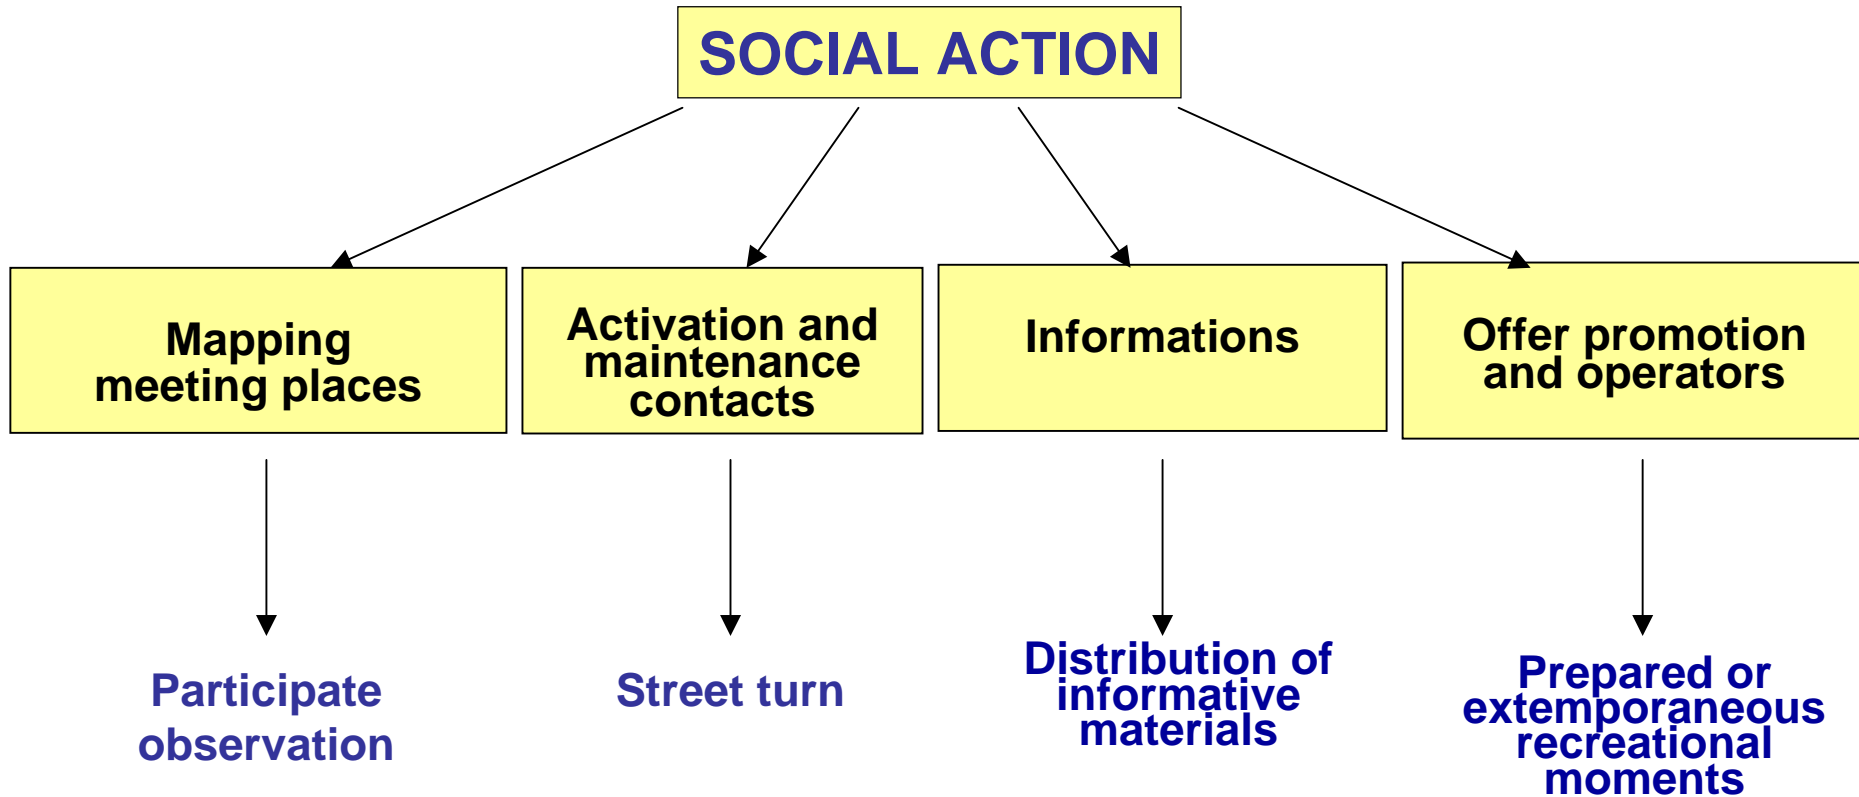 SOCIAL ACTION
Mapping
meeting places
Activation and
maintenance
contacts
Informations
Offer promotion
and operators
Participate
observation
Street turn
Distribution of
informative
materials
Prepared or
extemporaneous
recreational
moments